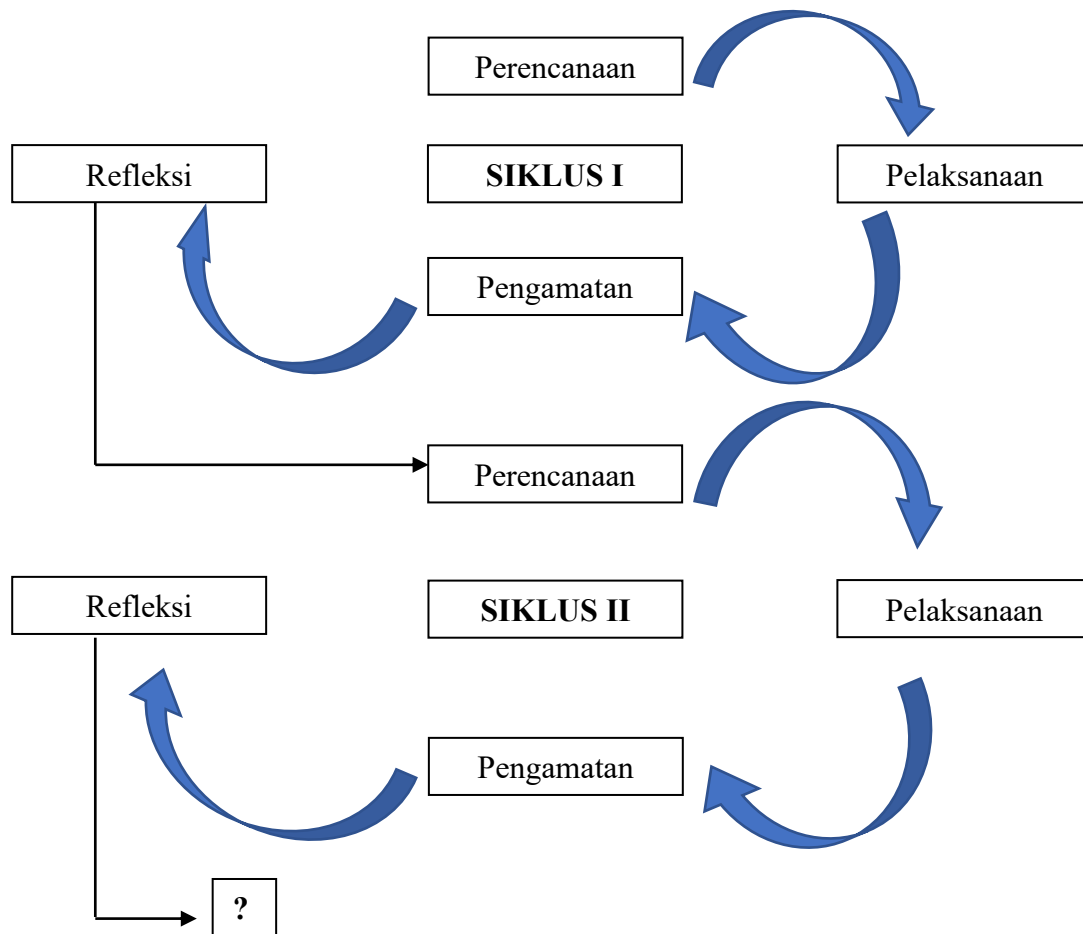 Perencanaan
Refleksi
SIKLUS I
Pelaksanaan
Pengamatan
Perencanaan
Refleksi
SIKLUS II
Pelaksanaan
Pengamatan
?